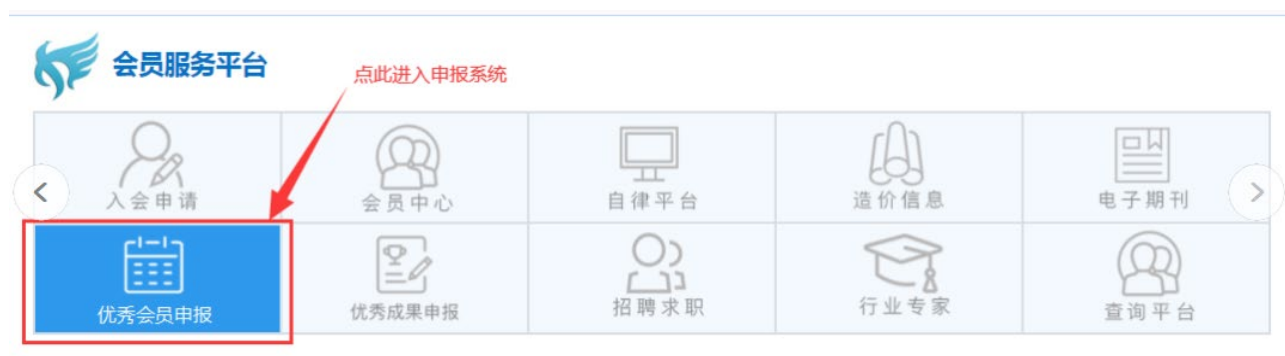 会员服务平台
点此进入申报系统
入会申请
会员中心
自律平台
造价信息
电子期刊
优秀会员申报
优秀成果申报
招聘求职
行业专家
查询平台